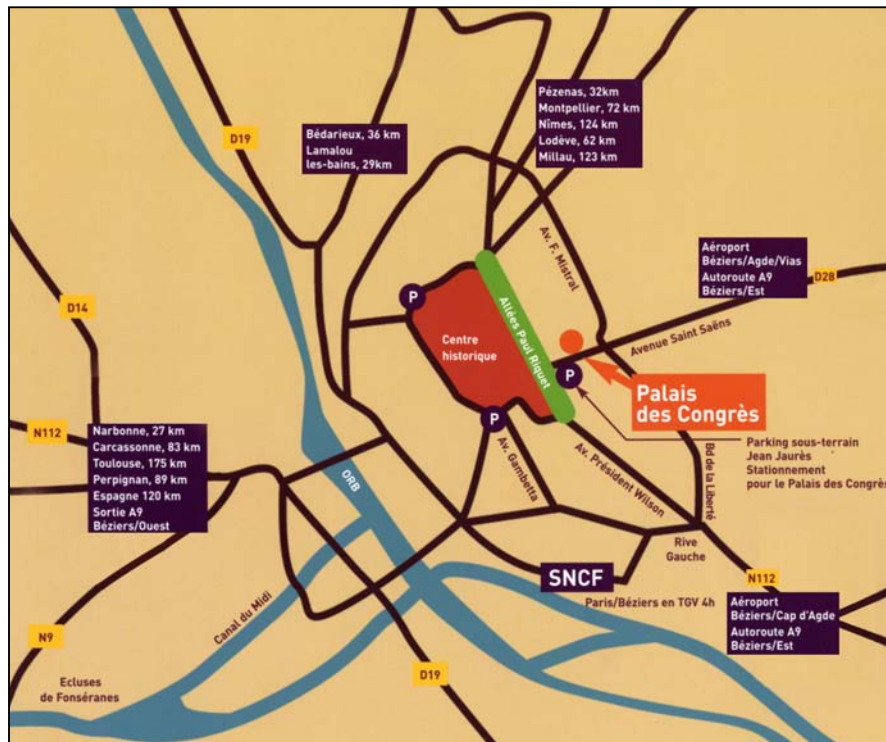 D19
Bédarieux, 36 km
Lamalou
les-bains, 29km
Pézenas, 32km
Montpellier, 72 km
Nîmes, 124 km
Lodève, 62 km
Millau, 123 km
Av. F. Mistral
Aéroport
Béziers/Agde/Vias
Autoroute A9
Béziers/Est
D28
D14
P
Allées Paul Riquet
Centre
historique
Avenue Saint Saëns
P
Palais
des Congrès
N112
Narbonne, 27 km
Carcassonne, 83 km
Toulouse, 175 km
Perpignan, 89 km
Espagne 120 km
Sortie A9
Béziers/Ouest
P
Parking sous-terrain
Jean Jaurès
Stationnement
pour le Palais des Congrès
ORB
Av. Gambetta
Av. Président Wilson
Bd de la Liberté
Rive
Gauche
SNCF
Paris/Béziers en TGV 4h
N112
Aéroport
Béziers/Cap d'Agde
Autoroute A9
Béziers/Est
Canal du Midi
N9
D19
Ecluses
de Fonséranes